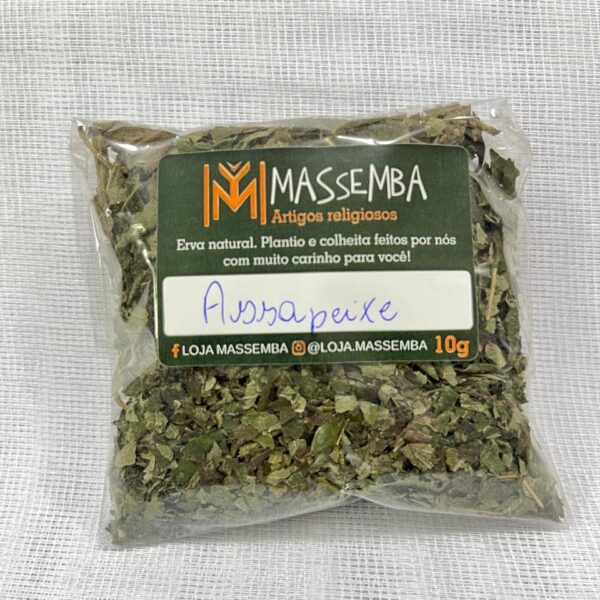 MASSEMBA
Artigos religiosos
Erva natural. Plantio e colheita feitos por nós
com muito carinho para você!
Assapeixe
LOJA MASSEMBA @LOJA.MASSEMBA 10g